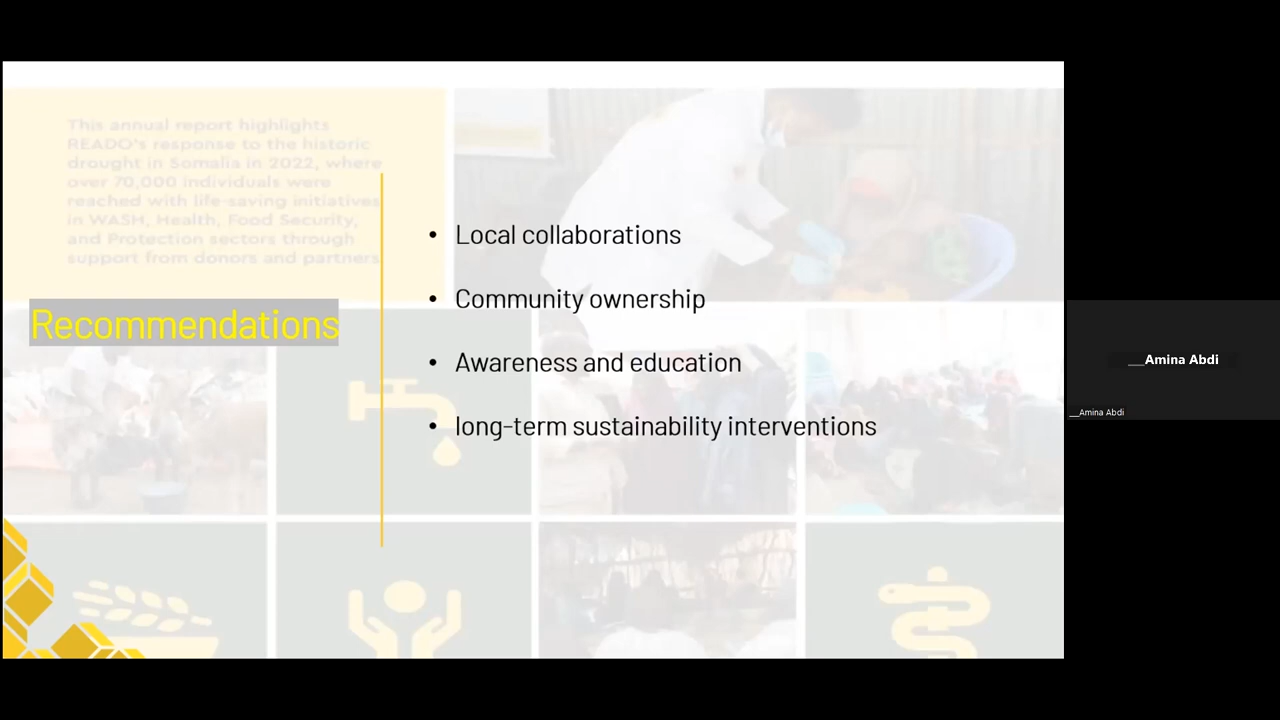 This annual report highlights
READO's response to the historic
drought in Somalia in 2022, where
over 70,000 individuals were
reached with life-saving initiatives
in WASH, Health, Food Security,
and Protection sectors through
support from donors and partners.
Recommendations
• Local collaborations
• Community ownership
• Awareness and education
• long-term sustainability interventions
__Amina Abdi
__Amina Abdi